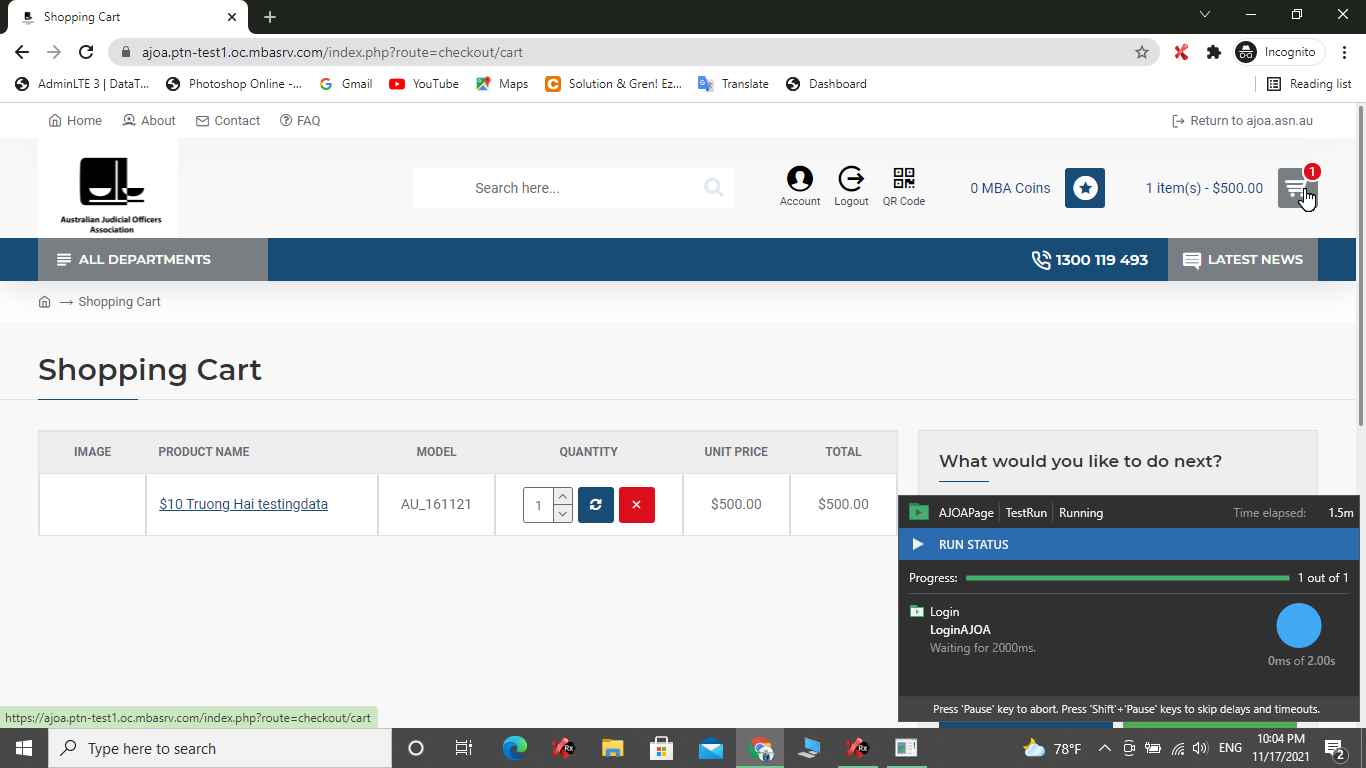 Shopping Cart
ajoa.ptn-test1.oc.mbasrv.com/index.php?route=checkout/cart
Incognito
AdminLTE 3 | DataT...
Photoshop Online -...
Gmail
YouTube
Maps
Solution & Gren! Ez...
Translate
Dashboard
Reading list
Home
About
Contact
FAQ
Return to ajoa.asn.au
Australian Judicial Officers
Association
Search here...
Account
Logout
QR Code
0 MBA Coins
1 item(s) - $500.00
1
ALL DEPARTMENTS
1300 119 493
LATEST NEWS
Shopping Cart
Shopping Cart
IMAGE PRODUCT NAME MODEL QUANTITY UNIT PRICE TOTAL
$10 Truong Hai testingdata AU_161121 1 $500.00 $500.00
What would you like to do next?
AJOAPage TestRun Running Time elapsed: 1.5m
RUN STATUS
Progress: 1 out of 1
Login
LoginAJOA
Waiting for 2000ms.
0ms of 2.00s
Press 'Pause' key to abort. Press 'Shift'+'Pause' keys to skip delays and timeouts.
https://ajoa.ptn-test1.oc.mbasrv.com/index.php?route=checkout/cart
Type here to search
Rx
Rx
78°F
ENG
10:04 PM
11/17/2021
2